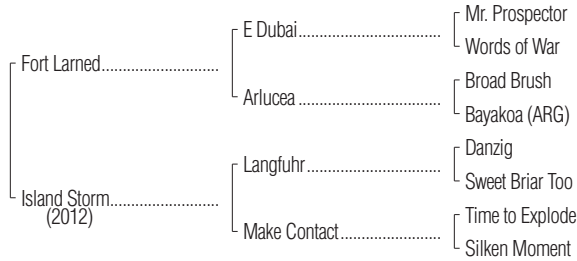 Mr. Prospector
E Dubai
Words of War
Fort Larned
Broad Brush
Arlucea
Bayakoa (ARG)
Danzig
Langfuhr
Sweet Briar Too
Island Storm
(2012)
Time to Explode
Make Contact
Silken Moment